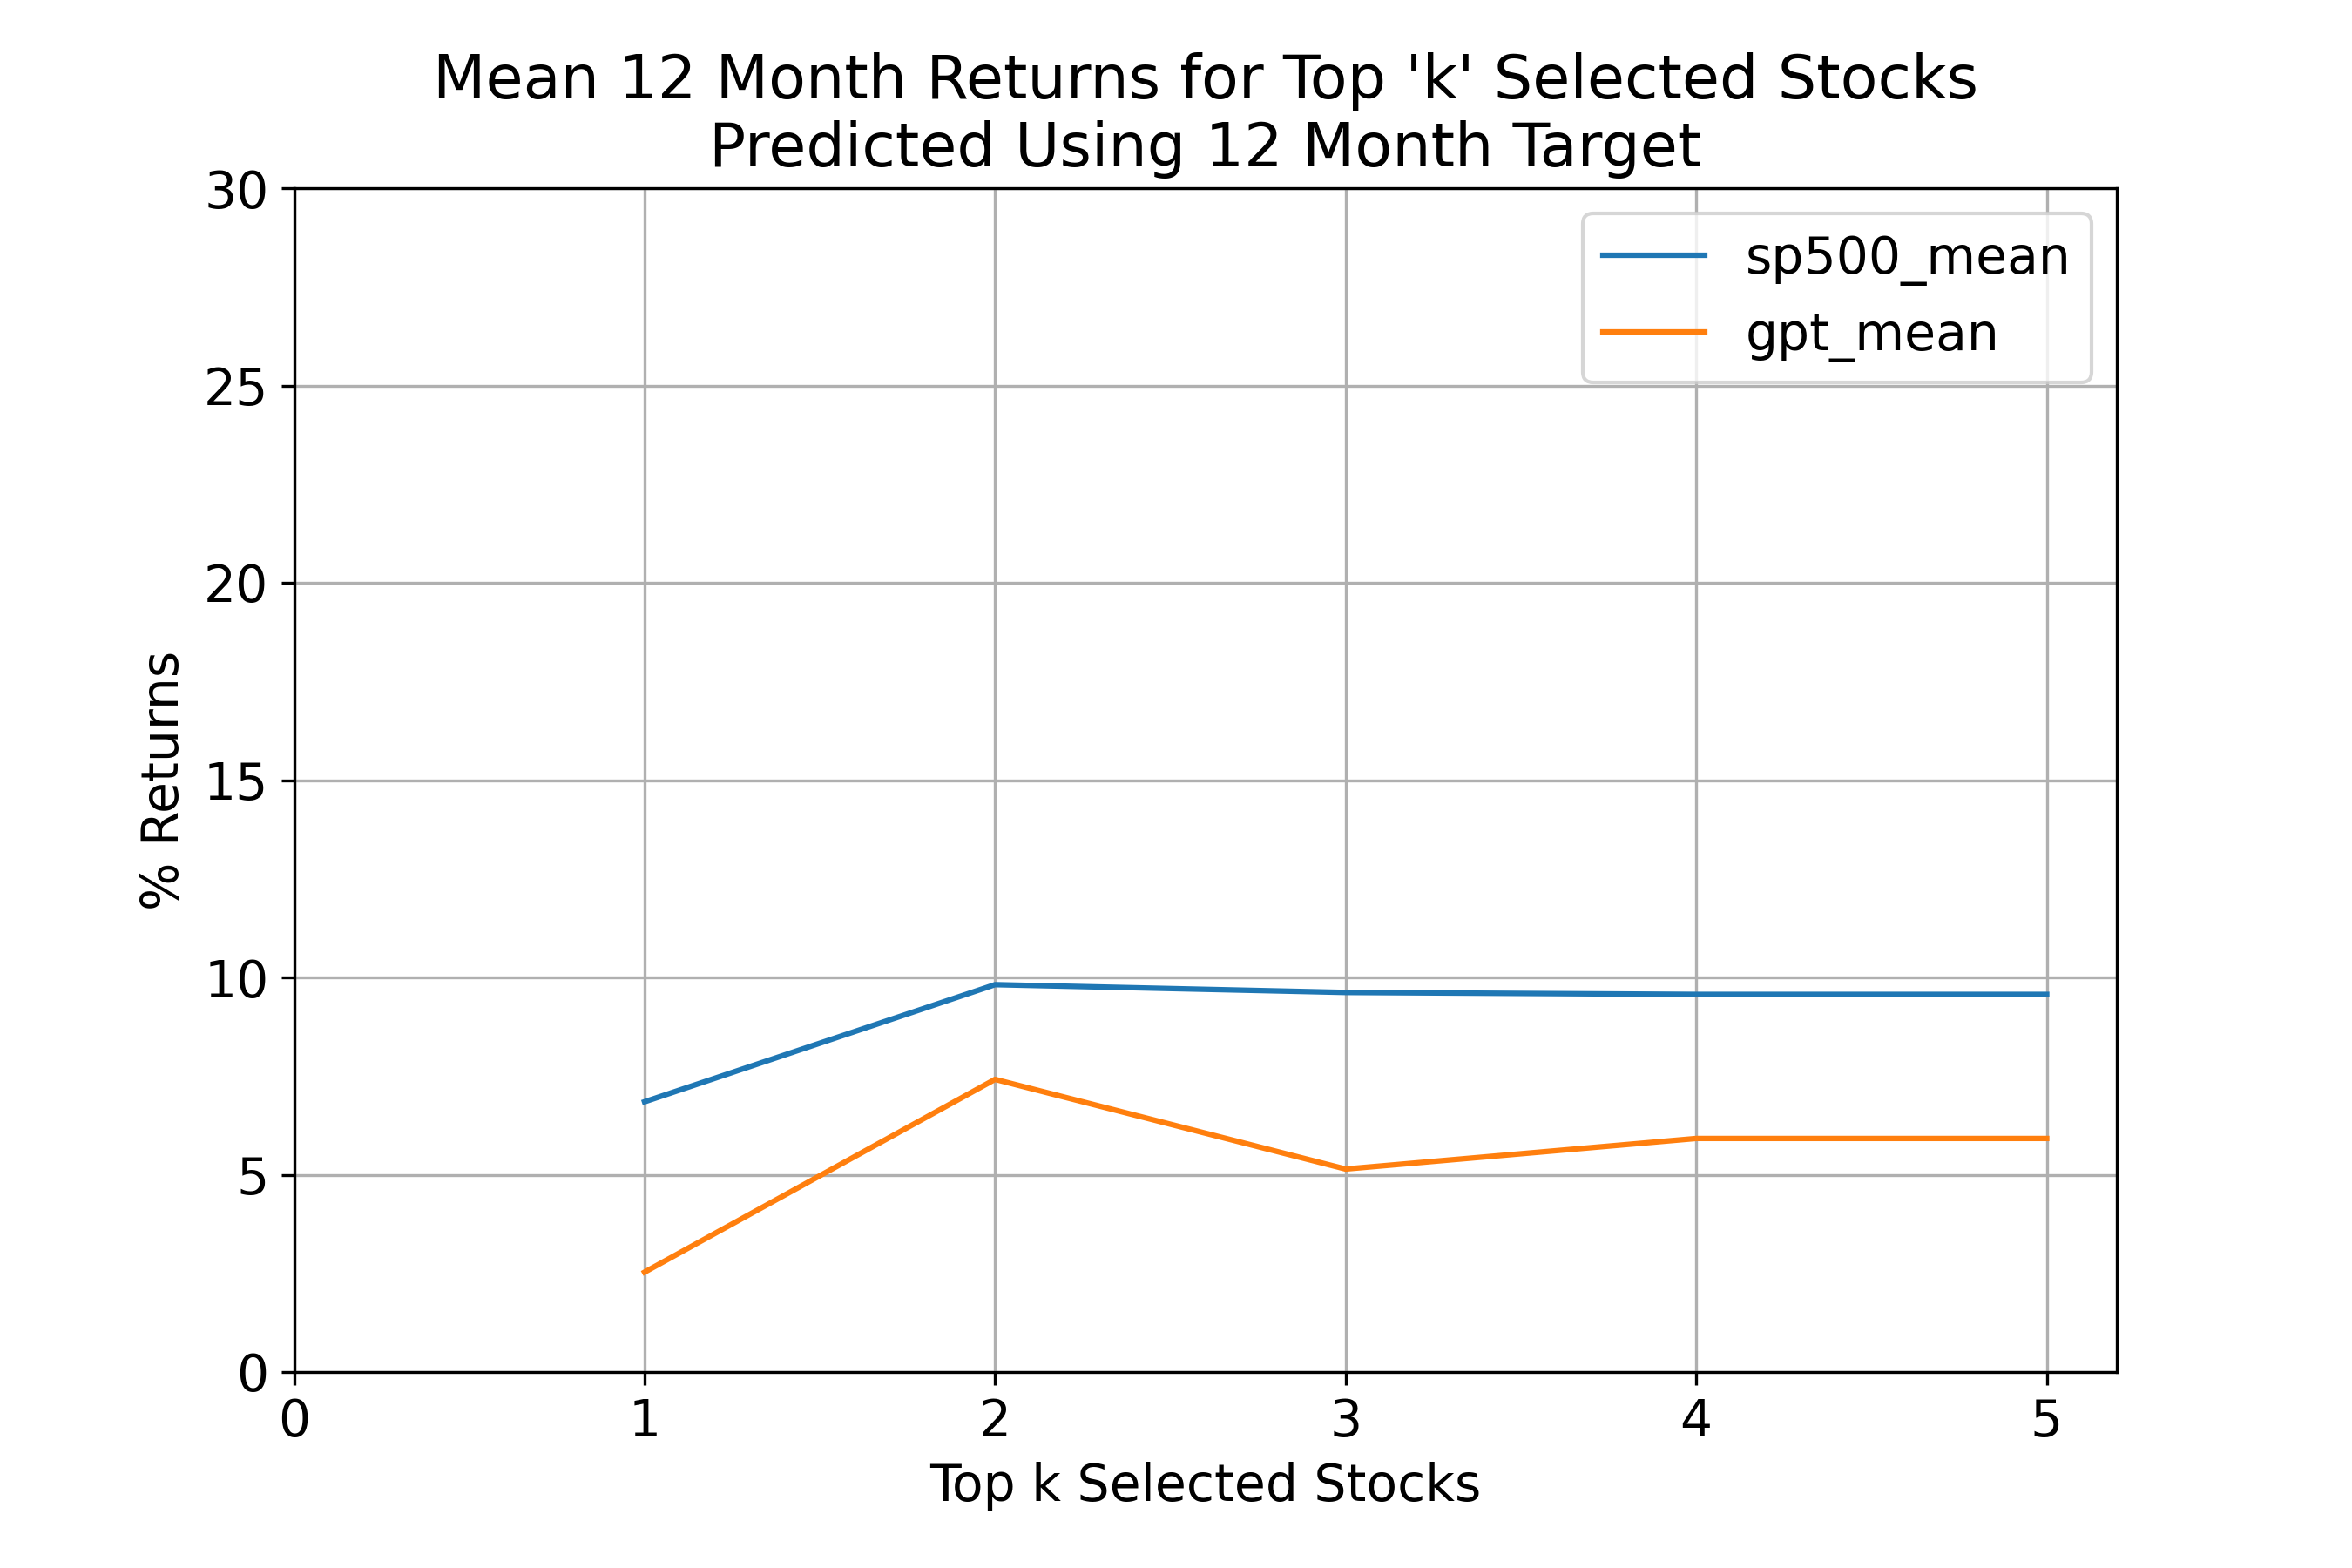 Mean 12 Month Returns for Top 'k' Selected Stocks
Predicted Using 12 Month Target
30
25
20
15
10
5
0
% Returns
sp500_mean
gpt_mean
0 1 2 3 4 5
Top k Selected Stocks